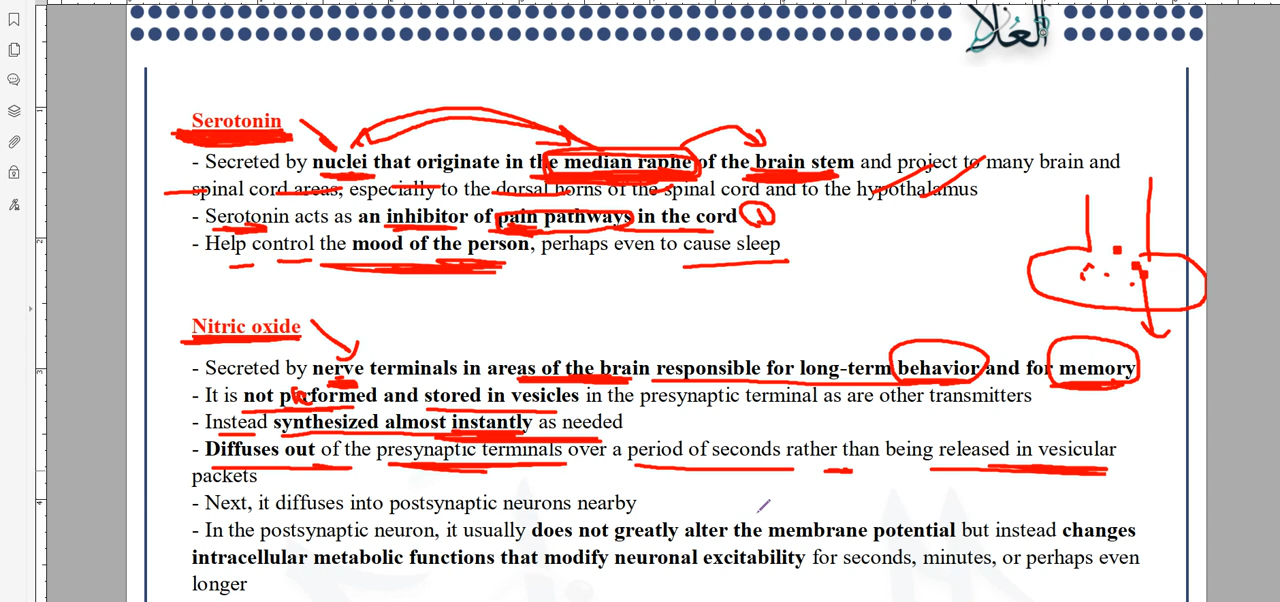 العُلا
Serotonin
- Secreted by nuclei that originate in the median raphe of the brain stem and project to many brain and
spinal cord areas, especially to the dorsal horns of the spinal cord and to the hypothalamus
- Serotonin acts as an inhibitor of pain pathways in the cord
- Help control the mood of the person, perhaps even to cause sleep
Nitric oxide
- Secreted by nerve terminals in areas of the brain responsible for long-term behavior and for memory
- It is not performed and stored in vesicles in the presynaptic terminal as are other transmitters
- Instead synthesized almost instantly as needed
- Diffuses out of the presynaptic terminals over a period of seconds rather than being released in vesicular
packets
- Next, it diffuses into postsynaptic neurons nearby
- In the postsynaptic neuron, it usually does not greatly alter the membrane potential but instead changes
intracellular metabolic functions that modify neuronal excitability for seconds, minutes, or perhaps even
longer